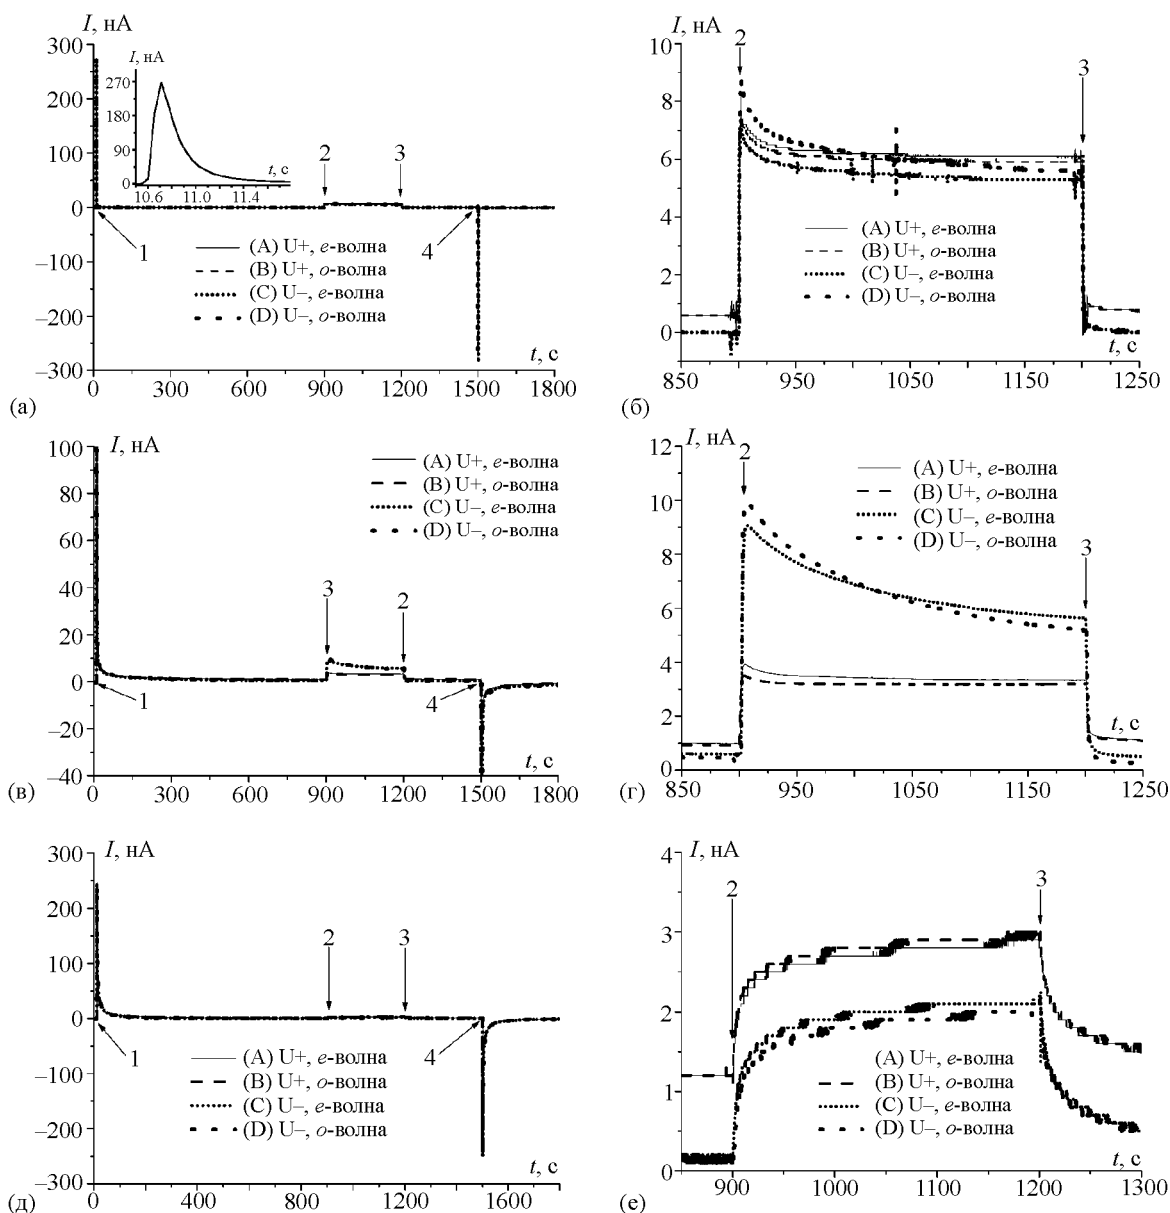 I, нА
300
200
100
0
–100
–200
–300
0 300 600 900 1200 1500 1800
t, с
I, нА
270
180
90
0
10.6 11.0 11.4
t, с
1
2
3
4
(A) U+, e-волна
(B) U+, o-волна
(C) U–, e-волна
(D) U–, o-волна
(а)
I, нА
10
8
6
4
2
0
850 950 1050 1150 1250
t, с
2
3
(A) U+, e-волна
(B) U+, o-волна
(C) U–, e-волна
(D) U–, o-волна
(б)
I, нА
100
80
60
40
20
0
–20
–40
0 300 600 900 1200 1500 1800
t, с
1
3
2
4
(A) U+, e-волна
(B) U+, o-волна
(C) U–, e-волна
(D) U–, o-волна
(в)
I, нА
12
10
8
6
4
2
0
850 950 1050 1150 1250
t, с
2
3
(A) U+, e-волна
(B) U+, o-волна
(C) U–, e-волна
(D) U–, o-волна
(г)
I, нА
300
200
100
0
–100
–200
–300
0 400 800 1200 1600
t, с
1
2
3
4
(A) U+, e-волна
(B) U+, o-волна
(C) U–, e-волна
(D) U–, o-волна
(д)
I, нА
4
3
2
1
0
900 1000 1100 1200 1300
t, с
2
3
(A) U+, e-волна
(B) U+, o-волна
(C) U–, e-волна
(D) U–, o-волна
(е)